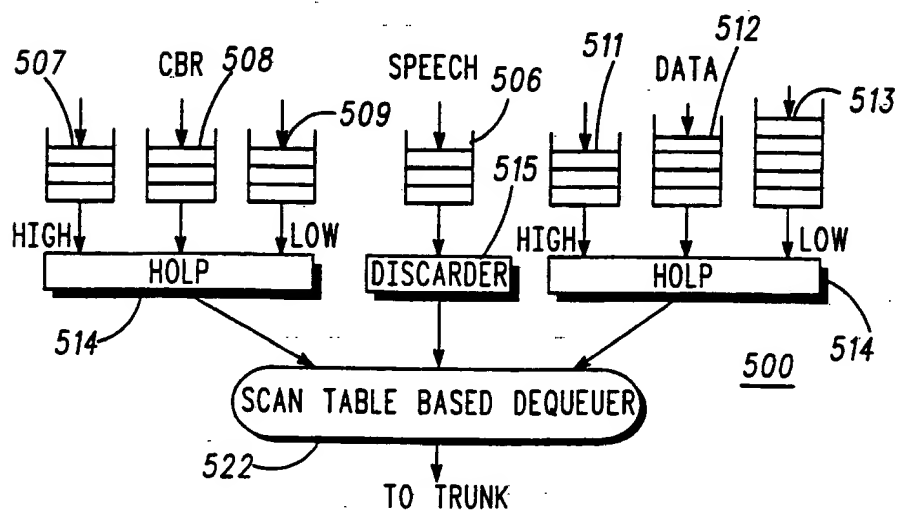 507
CBR
508
SPEECH
506
511
512
DATA
513
509
515
HIGH
LOW
HIGH
LOW
HOLP
DISCARDER
HOLP
514
514
500
SCAN TABLE BASED DEQUEUER
522
TO TRUNK